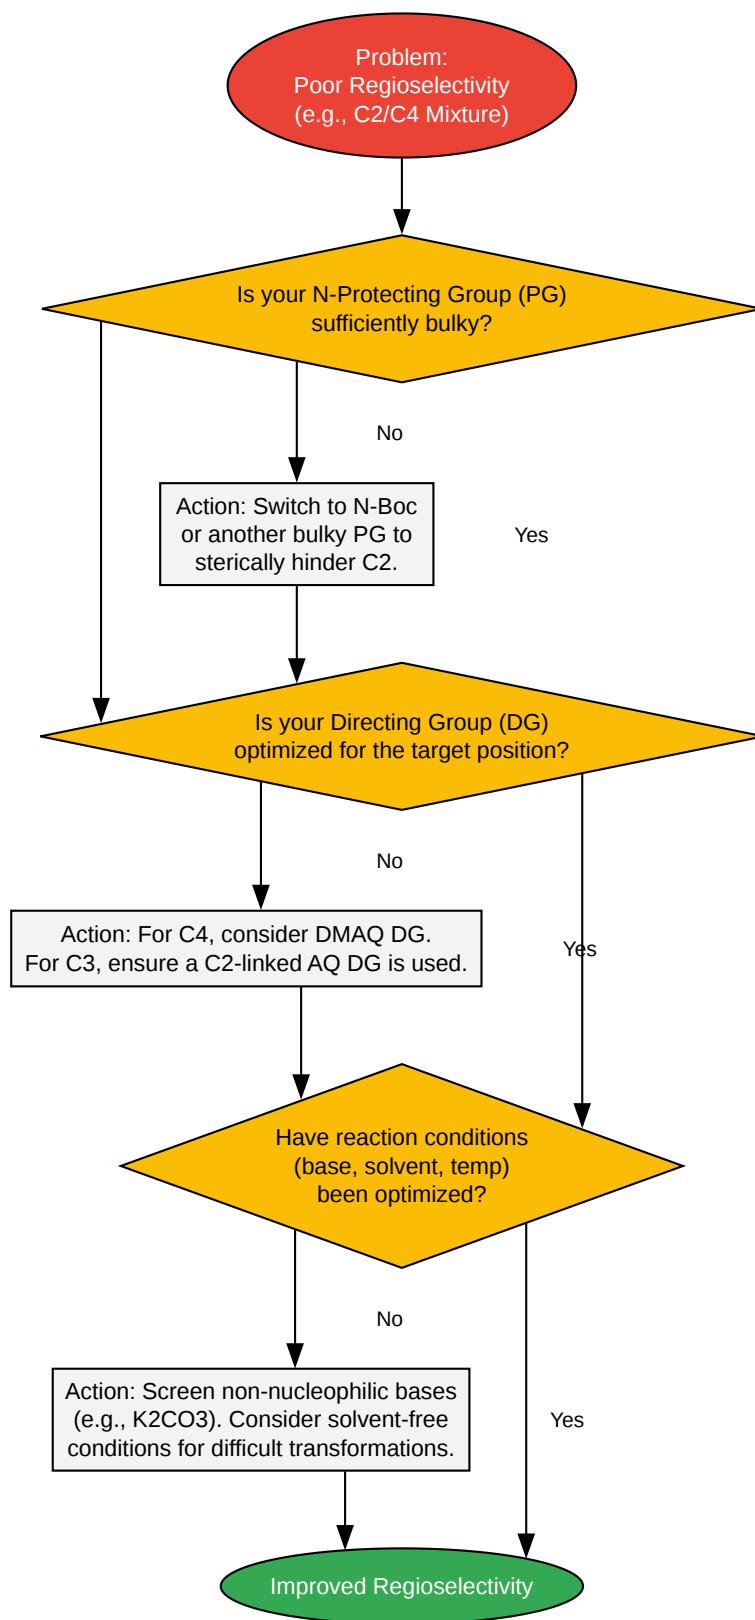 Problem:
Poor Regioselectivity
(e.g., C2/C4 Mixture)
Is your N-Protecting Group (PG)
sufficiently bulky?
No
Action: Switch to N-Boc
or another bulky PG to
sterically hinder C2.
Yes
Is your Directing Group (DG)
optimized for the target position?
No
Action: For C4, consider DMAQ DG.
For C3, ensure a C2-linked AQ DG is used.
Yes
Have reaction conditions
(base, solvent, temp)
been optimized?
No
Action: Screen non-nucleophilic bases
(e.g., K2CO3). Consider solvent-free
conditions for difficult transformations.
Yes
Improved Regioselectivity